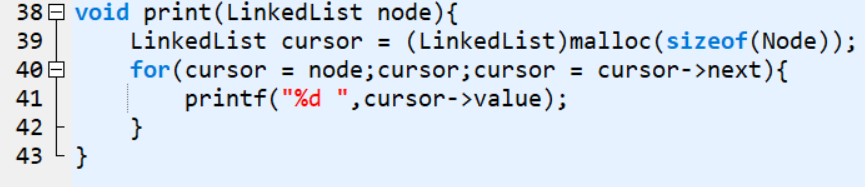 38 void print(LinkedList node){
39     LinkedList cursor = (LinkedList)malloc(sizeof(Node));
40     for(cursor = node;cursor;cursor = cursor->next){
41         printf("%d ",cursor->value);
42     }
43 }